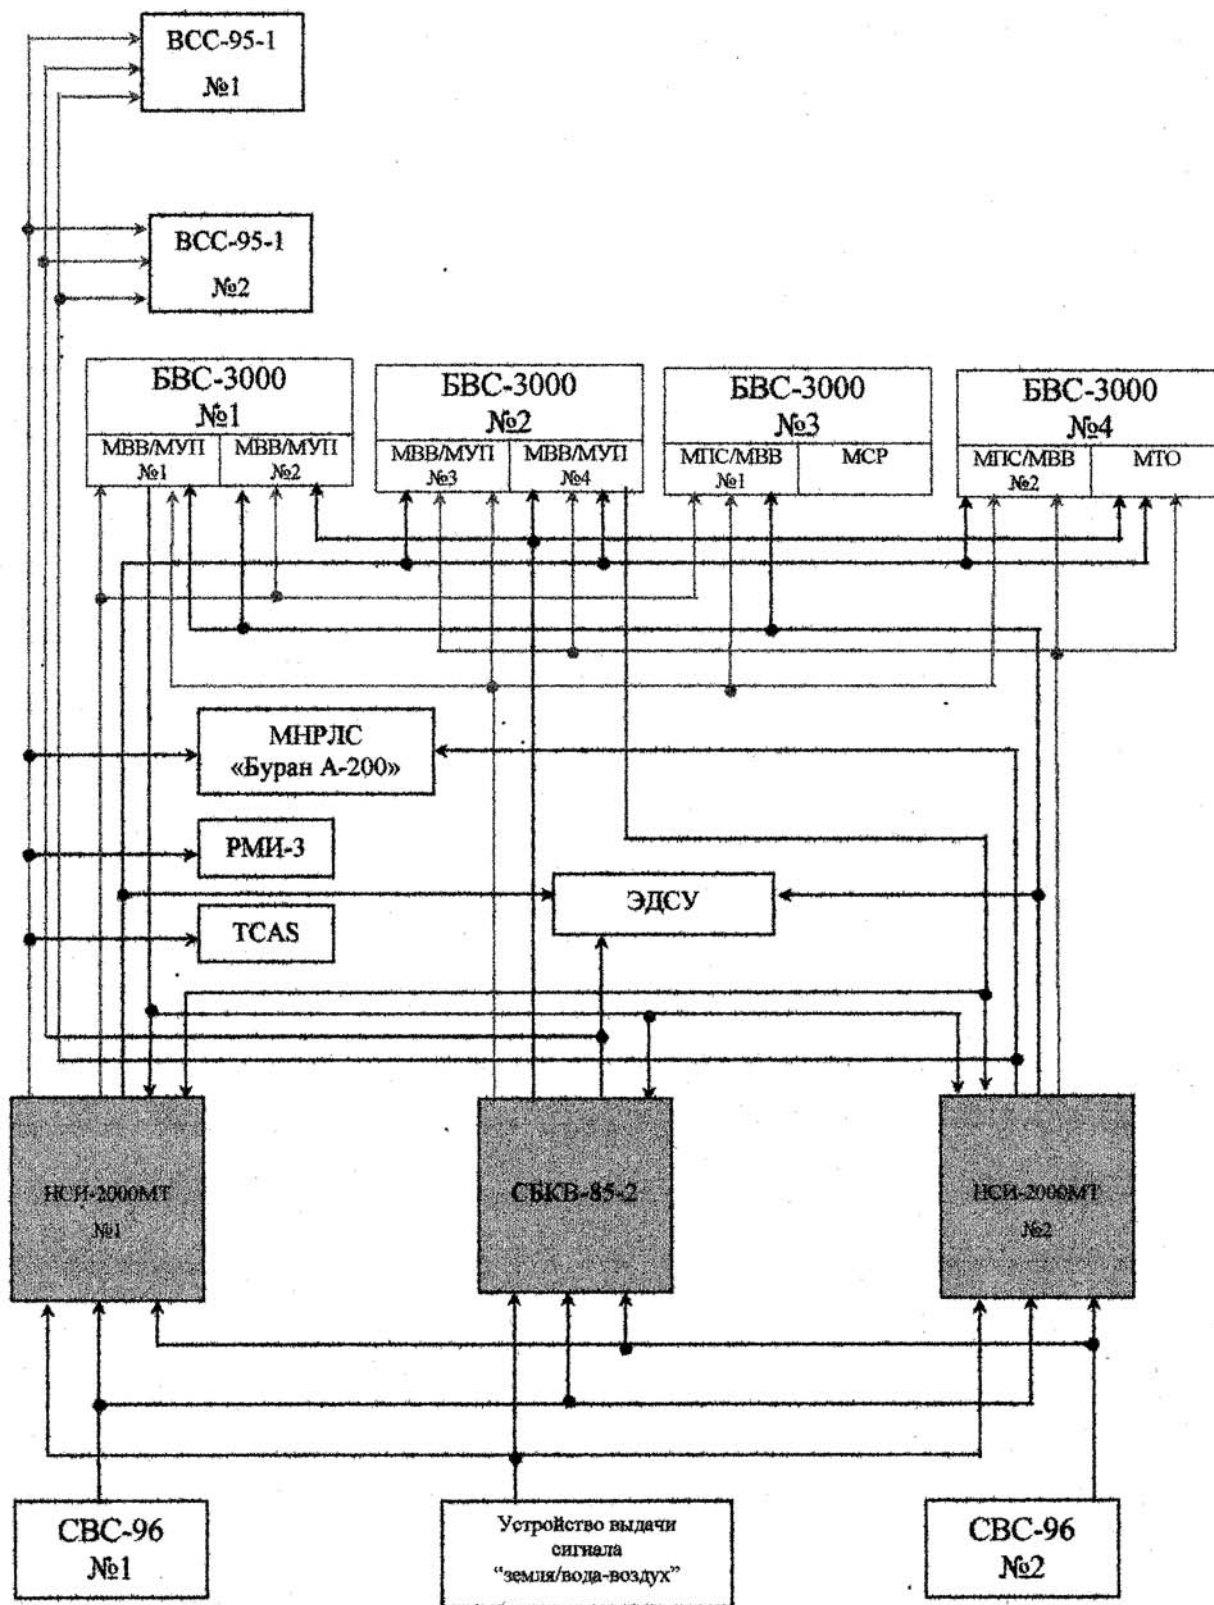 ВСС-95-1
№1
ВСС-95-1
№2
БВС-3000
№1
МВВ/МУП
№1
МВВ/МУП
№2
БВС-3000
№2
МВВ/МУП
№3
МВВ/МУП
№4
БВС-3000
№3
МПС/МВВ
№1
МСР
БВС-3000
№4
МПС/МВВ
№2
МТО
МНРЛС
«Буран А-200»
РМИ-3
ЭДСУ
TCAS
НСИ-2000МТ
№1
СБКВ-85-2
НСИ-2000МТ
№2
СВС-96
№1
Устройство выдачи
сигнала
“земля/вода-воздух”
СВС-96
№2